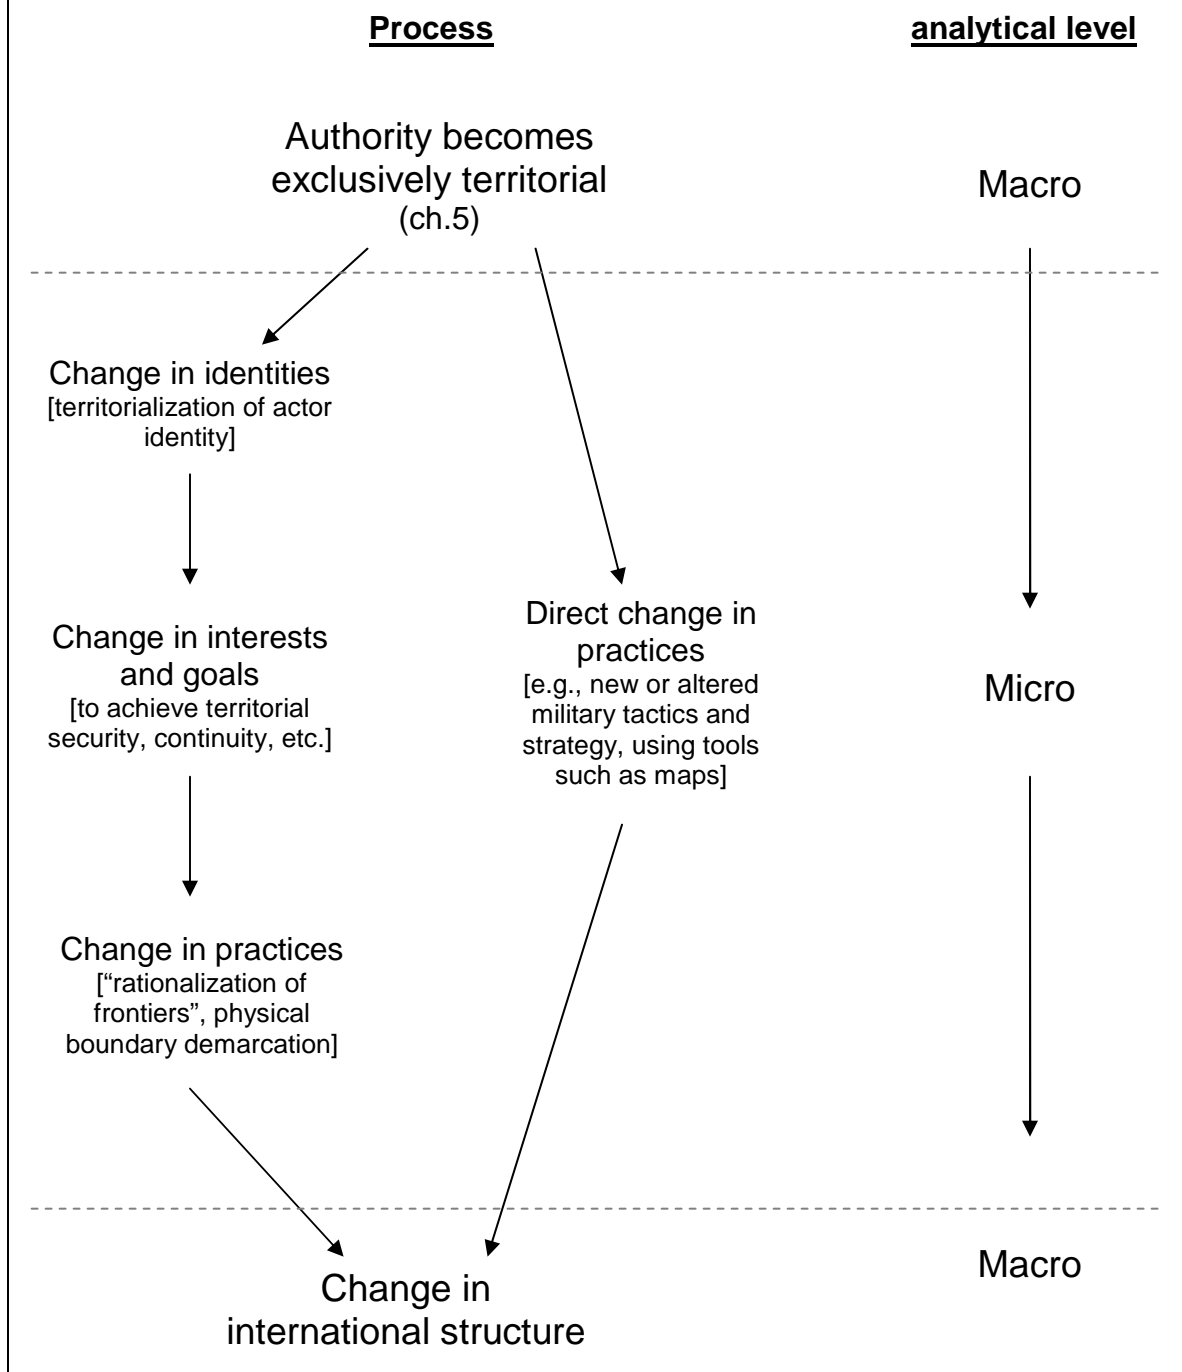 Process
analytical level
Authority becomes
exclusively territorial
(ch.5)
Macro
Change in identities
[territorialization of actor
identity]
Change in interests
and goals
[to achieve territorial
security, continuity, etc.]
Direct change in
practices
[e.g., new or altered
military tactics and
strategy, using tools
such as maps]
Micro
Change in practices
[“rationalization of
frontiers”, physical
boundary demarcation]
Change in
international structure
Macro